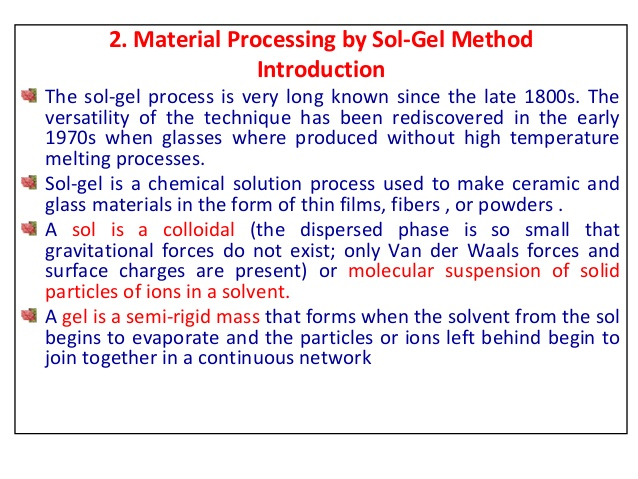 2. Material Processing by Sol-Gel Method
Introduction
The sol-gel process is very long known since the late 1800s. The
versatility of the technique has been rediscovered in the early
1970s when glasses where produced without high temperature
melting processes.
Sol-gel is a chemical solution process used to make ceramic and
glass materials in the form of thin films, fibers , or powders .
A sol is a colloidal (the dispersed phase is so small that
gravitational forces do not exist; only Van der Waals forces and
surface charges are present) or molecular suspension of solid
particles of ions in a solvent.
A gel is a semi-rigid mass that forms when the solvent from the sol
begins to evaporate and the particles or ions left behind begin to
join together in a continuous network